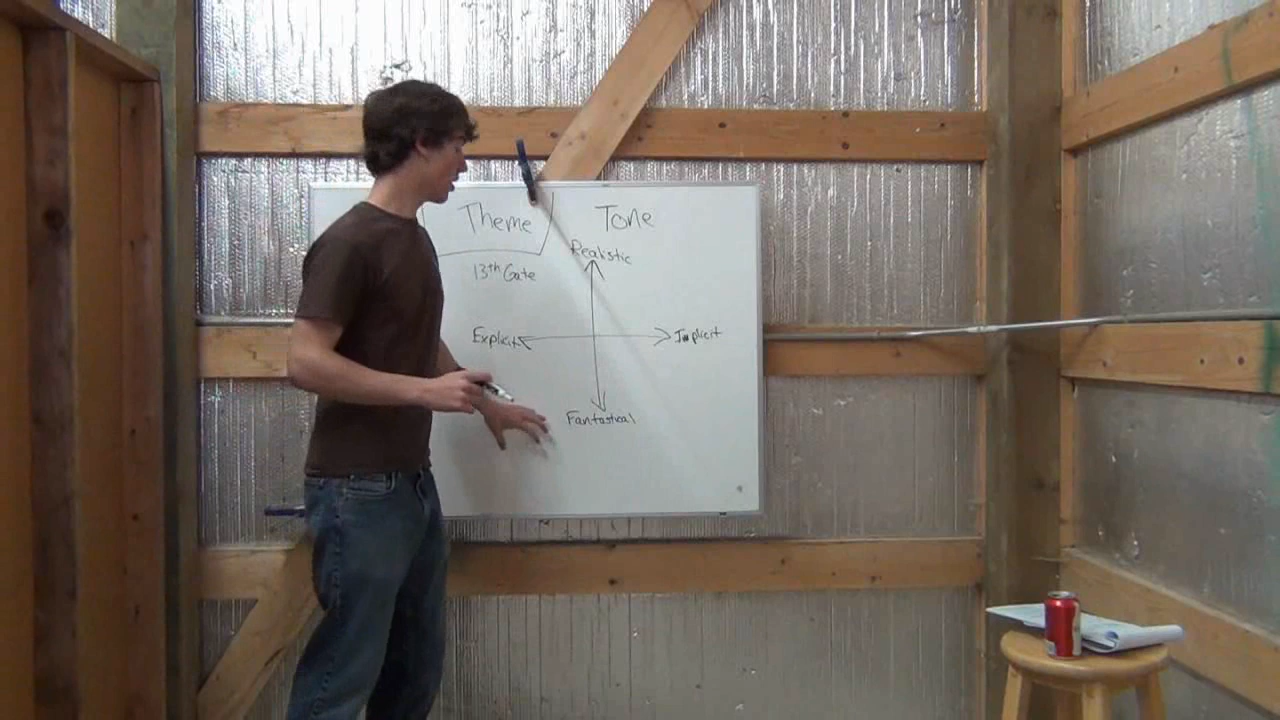 Theme Tone
Realistic
13th Gate
Explicit Implicit
Fantastical